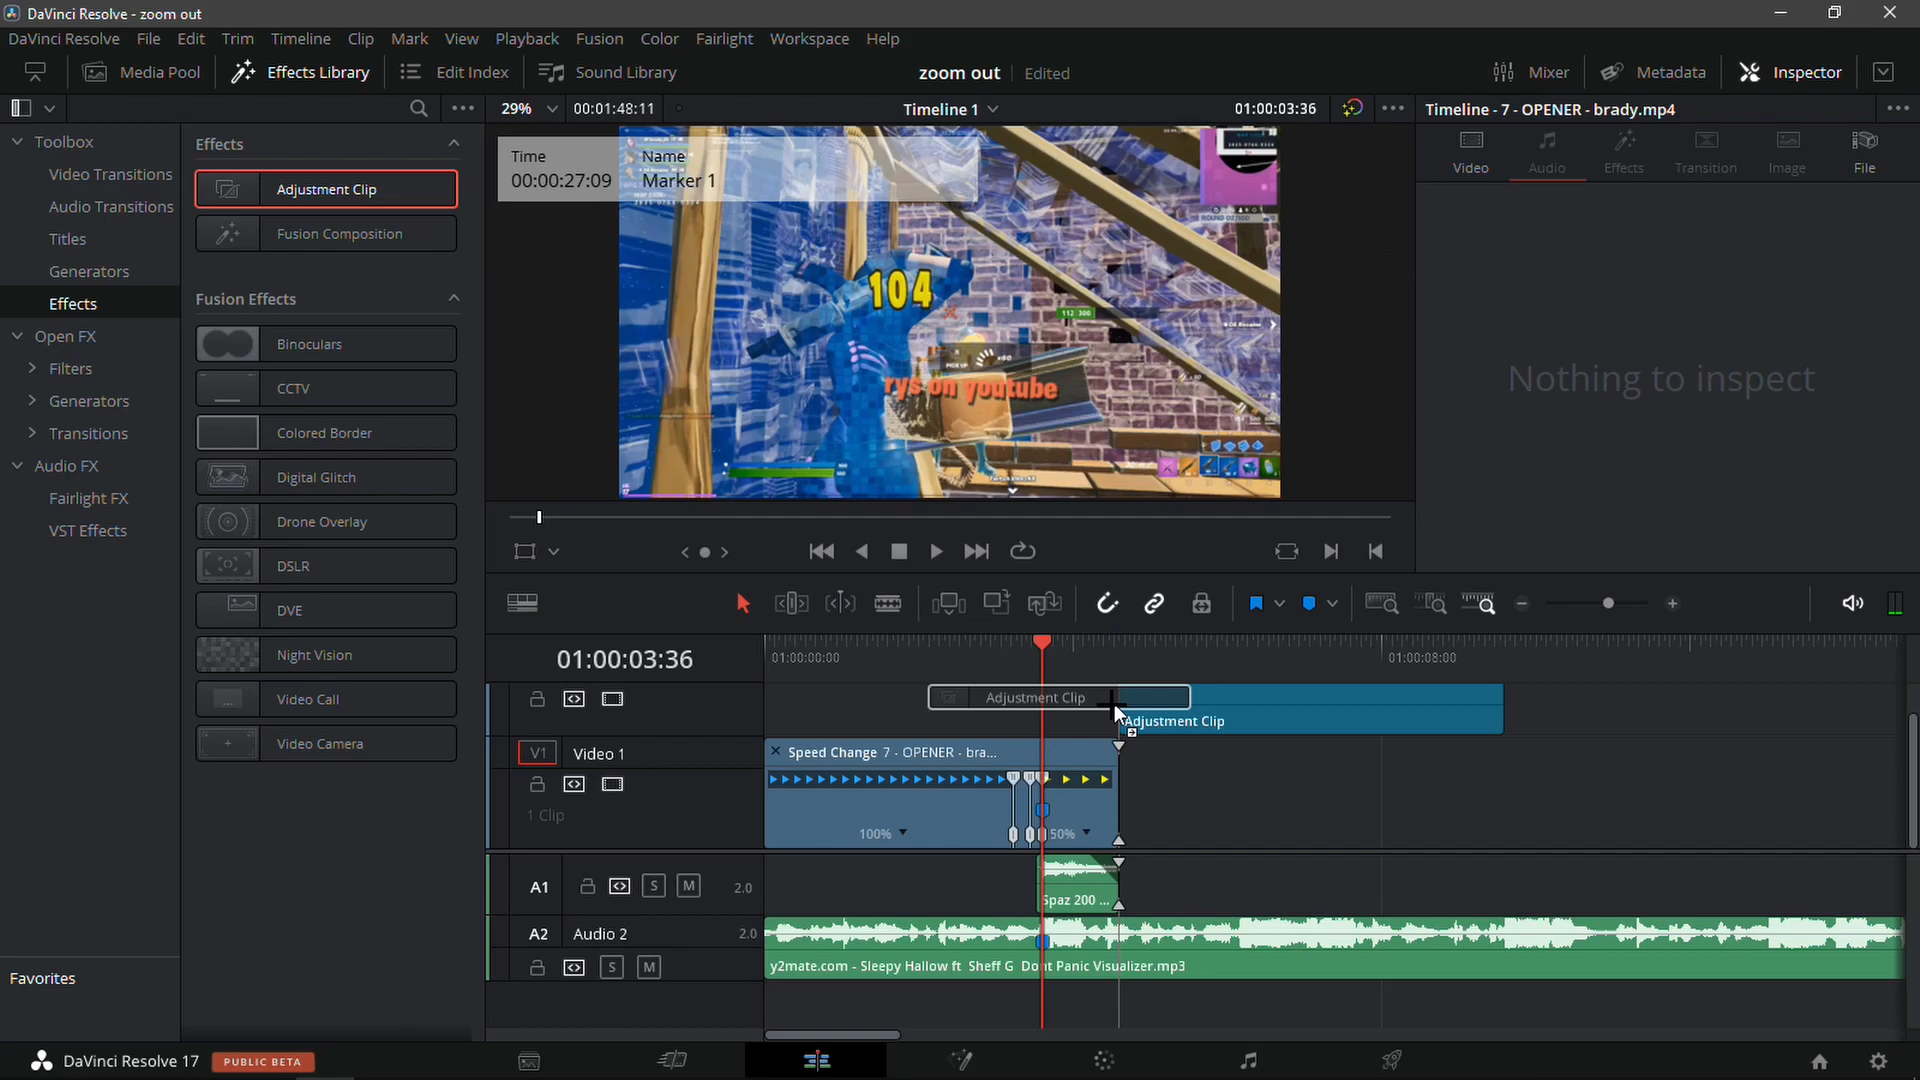 DaVinci Resolve - zoom out
DaVinci Resolve File Edit Trim Timeline Clip Mark View Playback Fusion Color Fairlight Workspace Help
Media Pool Effects Library Edit Index Sound Library zoom out Edited Mixer Metadata Inspector
29% 00:01:48:11 Timeline 1 01:00:03:36 Timeline - 7 - OPENER - brady.mp4
Toolbox
Video Transitions
Audio Transitions
Titles
Generators
Effects
Open FX
Filters
Generators
Transitions
Audio FX
Fairlight FX
VST Effects
Favorites
Effects
Adjustment Clip
Fusion Composition
Fusion Effects
Binoculars
CCTV
Colored Border
Digital Glitch
Drone Overlay
DSLR
DVE
Night Vision
Video Call
Video Camera
Time Name
00:00:27:09 Marker 1
104
112 300
x60
rys on youtube
Video Audio Effects Transition Image File
Nothing to inspect
01:00:03:36 01:00:00:00 01:00:08:00
Adjustment Clip
Adjustment Clip
V1 Video 1 Speed Change 7 - OPENER - bra...
1 Clip 100% 50%
A1 S M 2.0 Spaz 200 ...
A2 Audio 2 2.0
S M y2mate.com - Sleepy Hallow ft Sheff G Dont Panic Visualizer.mp3
DaVinci Resolve 17 PUBLIC BETA